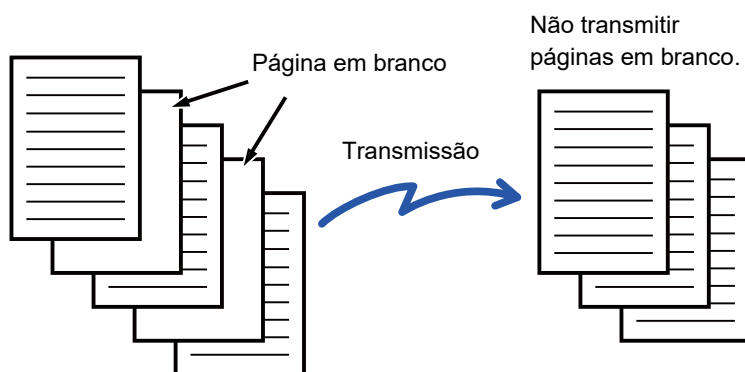 Não transmitir
páginas em branco.
Página em branco
Transmissão